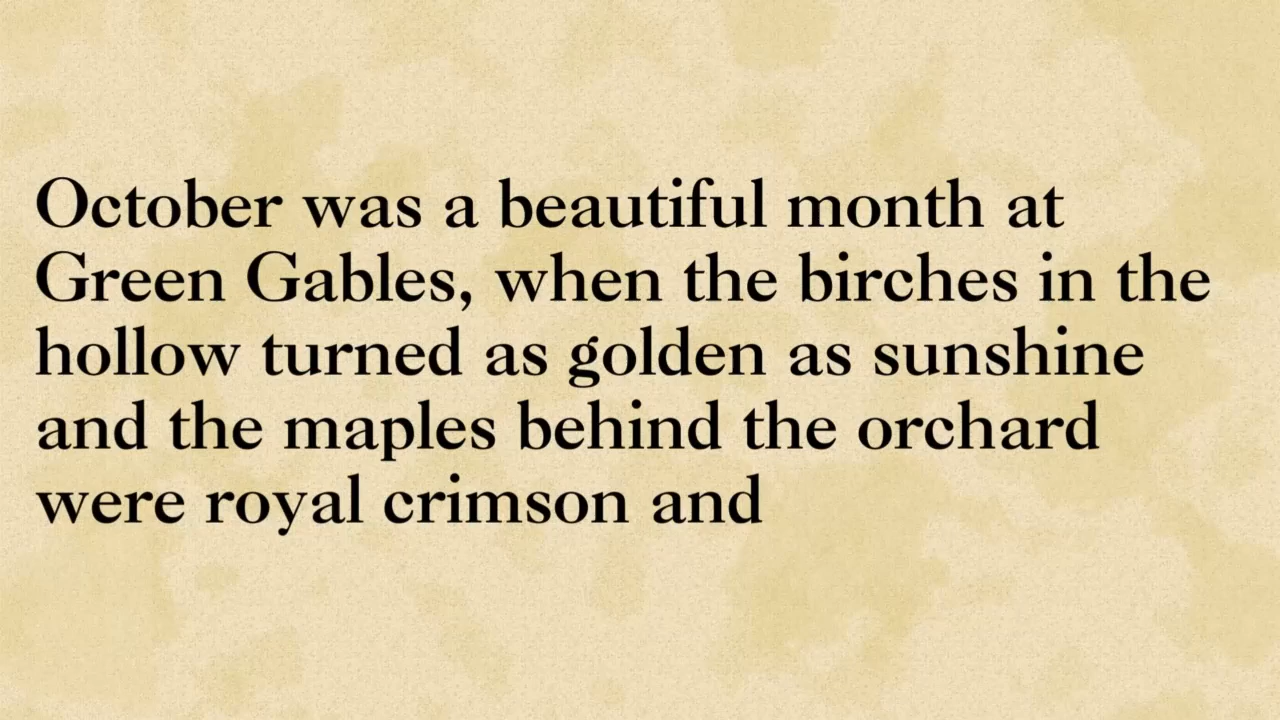 October was a beautiful month at
Green Gables, when the birches in the
hollow turned as golden as sunshine
and the maples behind the orchard
were royal crimson and